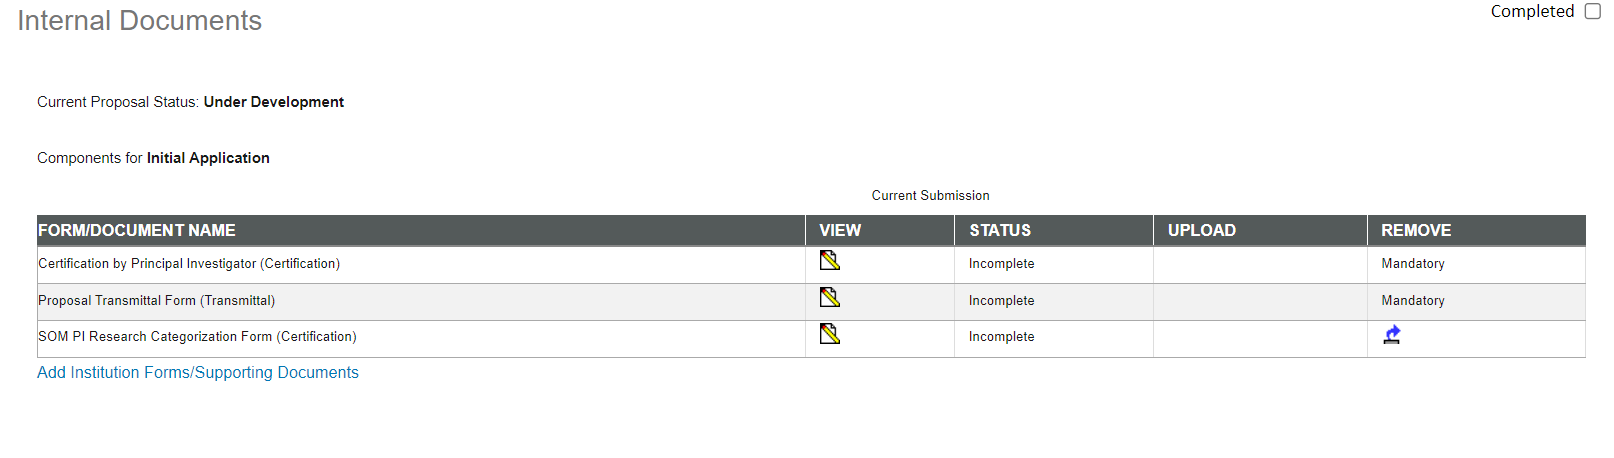 Internal Documents
Completed
Current Proposal Status: Under Development
Components for Initial Application
Current Submission
FORM/DOCUMENT NAME VIEW STATUS UPLOAD REMOVE
Certification by Principal Investigator (Certification) Incomplete Mandatory
Proposal Transmittal Form (Transmittal) Incomplete Mandatory
SOM PI Research Categorization Form (Certification) Incomplete
Add Institution Forms/Supporting Documents